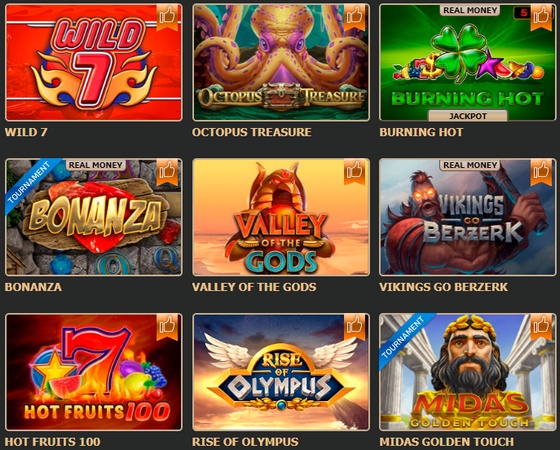 WILD
7
WILD 7
OCTOPUS TREASURE
OCTOPUS TREASURE
REAL MONEY
5
BURNING HOT
JACKPOT
BURNING HOT
TOURNAMENT
REAL MONEY
BONANZA
BONANZA
VALLEY
OF THE
GODS
VALLEY OF THE GODS
REAL MONEY
VIKINGS
GO
BERZERK
VIKINGS GO BERZERK
7
HOT FRUITS 100
HOT FRUITS 100
RISE
OF
OLYMPUS
RISE OF OLYMPUS
TOURNAMENT
MIDAS
GOLDEN TOUCH
MIDAS GOLDEN TOUCH